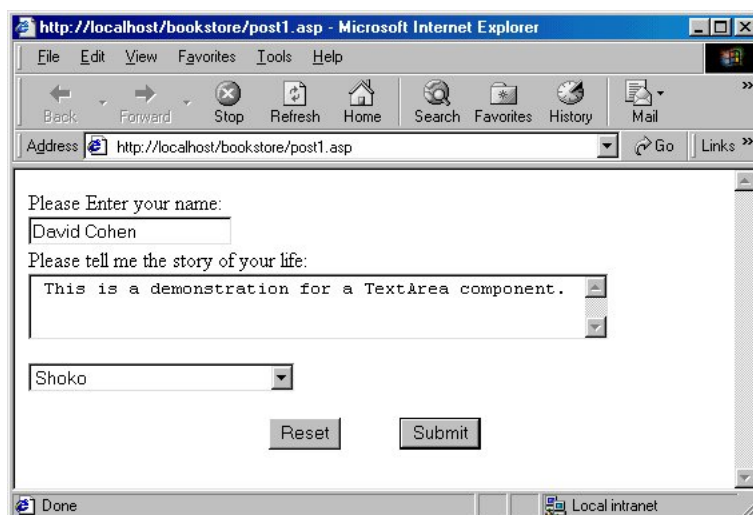 http://localhost/bookstore/post1.asp - Microsoft Internet Explorer
File Edit View Favorites Tools Help
Back Forward Stop Refresh Home Search Favorites History Mail »
Address http://localhost/bookstore/post1.asp Go Links »
Please Enter your name:
David Cohen
Please tell me the story of your life:
This is a demonstration for a TextArea component.
Shoko
Reset Submit
Done Local intranet